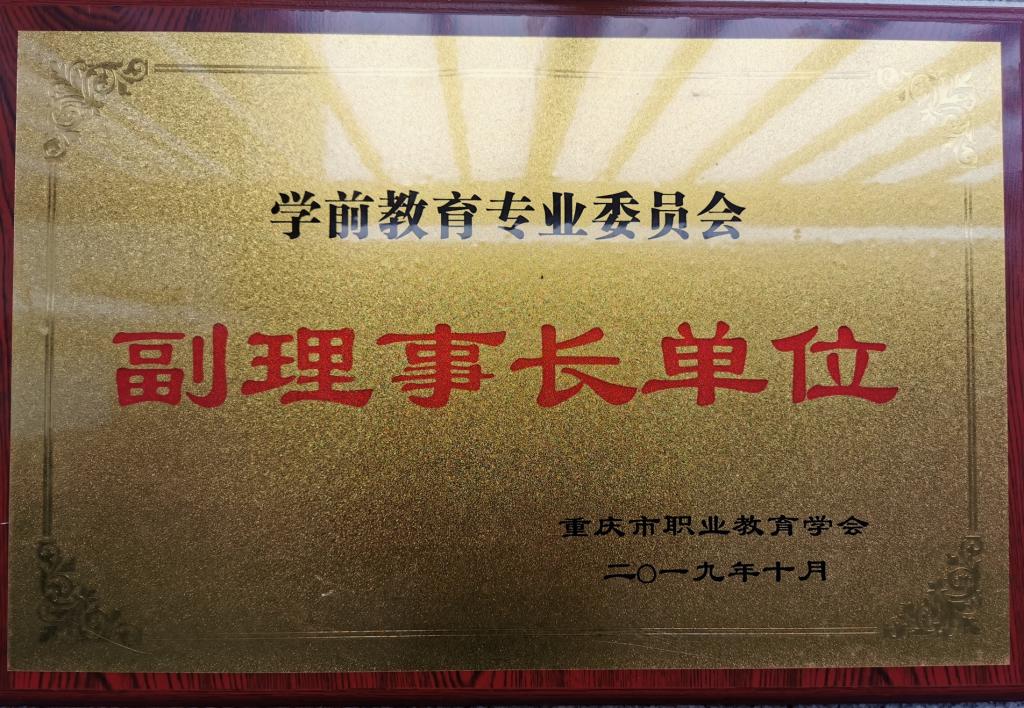 学前教育专业委员会
副理事长单位
重庆市职业教育学会
二〇一九年十月